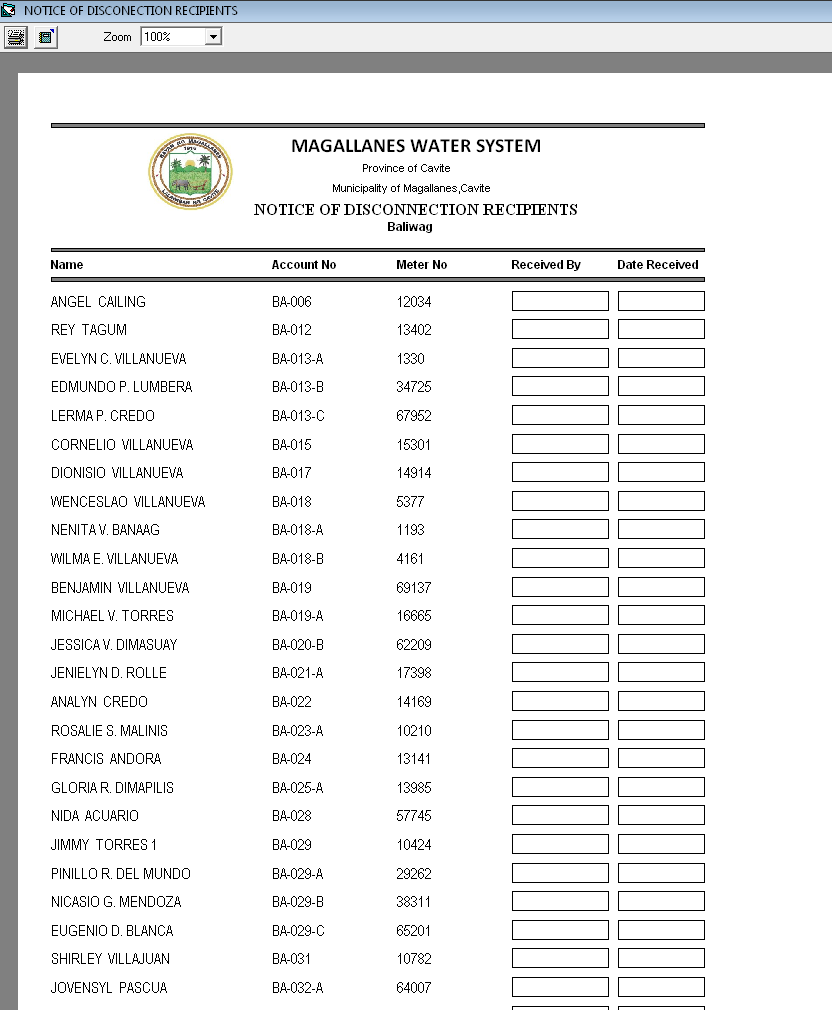 NOTICE OF DISCONECTION RECIPIENTS
Zoom 100%
MAGALLANES WATER SYSTEM
Province of Cavite
Municipality of Magallanes,Cavite
NOTICE OF DISCONNECTION RECIPIENTS
Baliwag
Name Account No Meter No Received By Date Received
ANGEL CAILING BA-006 12034
REY TAGUM BA-012 13402
EVELYN C. VILLANUEVA BA-013-A 1330
EDMUNDO P. LUMBERA BA-013-B 34725
LERMA P. CREDO BA-013-C 67952
CORNELIO VILLANUEVA BA-015 15301
DIONISIO VILLANUEVA BA-017 14914
WENCESLAO VILLANUEVA BA-018 5377
NENITA V. BANAAG BA-018-A 1193
WILMA E. VILLANUEVA BA-018-B 4161
BENJAMIN VILLANUEVA BA-019 69137
MICHAEL V. TORRES BA-019-A 16665
JESSICA V. DIMASUAY BA-020-B 62209
JENIELYN D. ROLLE BA-021-A 17398
ANALYN CREDO BA-022 14169
ROSALIE S. MALINIS BA-023-A 10210
FRANCIS ANDORA BA-024 13141
GLORIA R. DIMAPILIS BA-025-A 13985
NIDA ACUARIO BA-028 57745
JIMMY TORRES 1 BA-029 10424
PINILLO R. DEL MUNDO BA-029-A 29262
NICASIO G. MENDOZA BA-029-B 38311
EUGENIO D. BLANCA BA-029-C 65201
SHIRLEY VILLAJUAN BA-031 10782
JOVENSYL PASCUA BA-032-A 64007